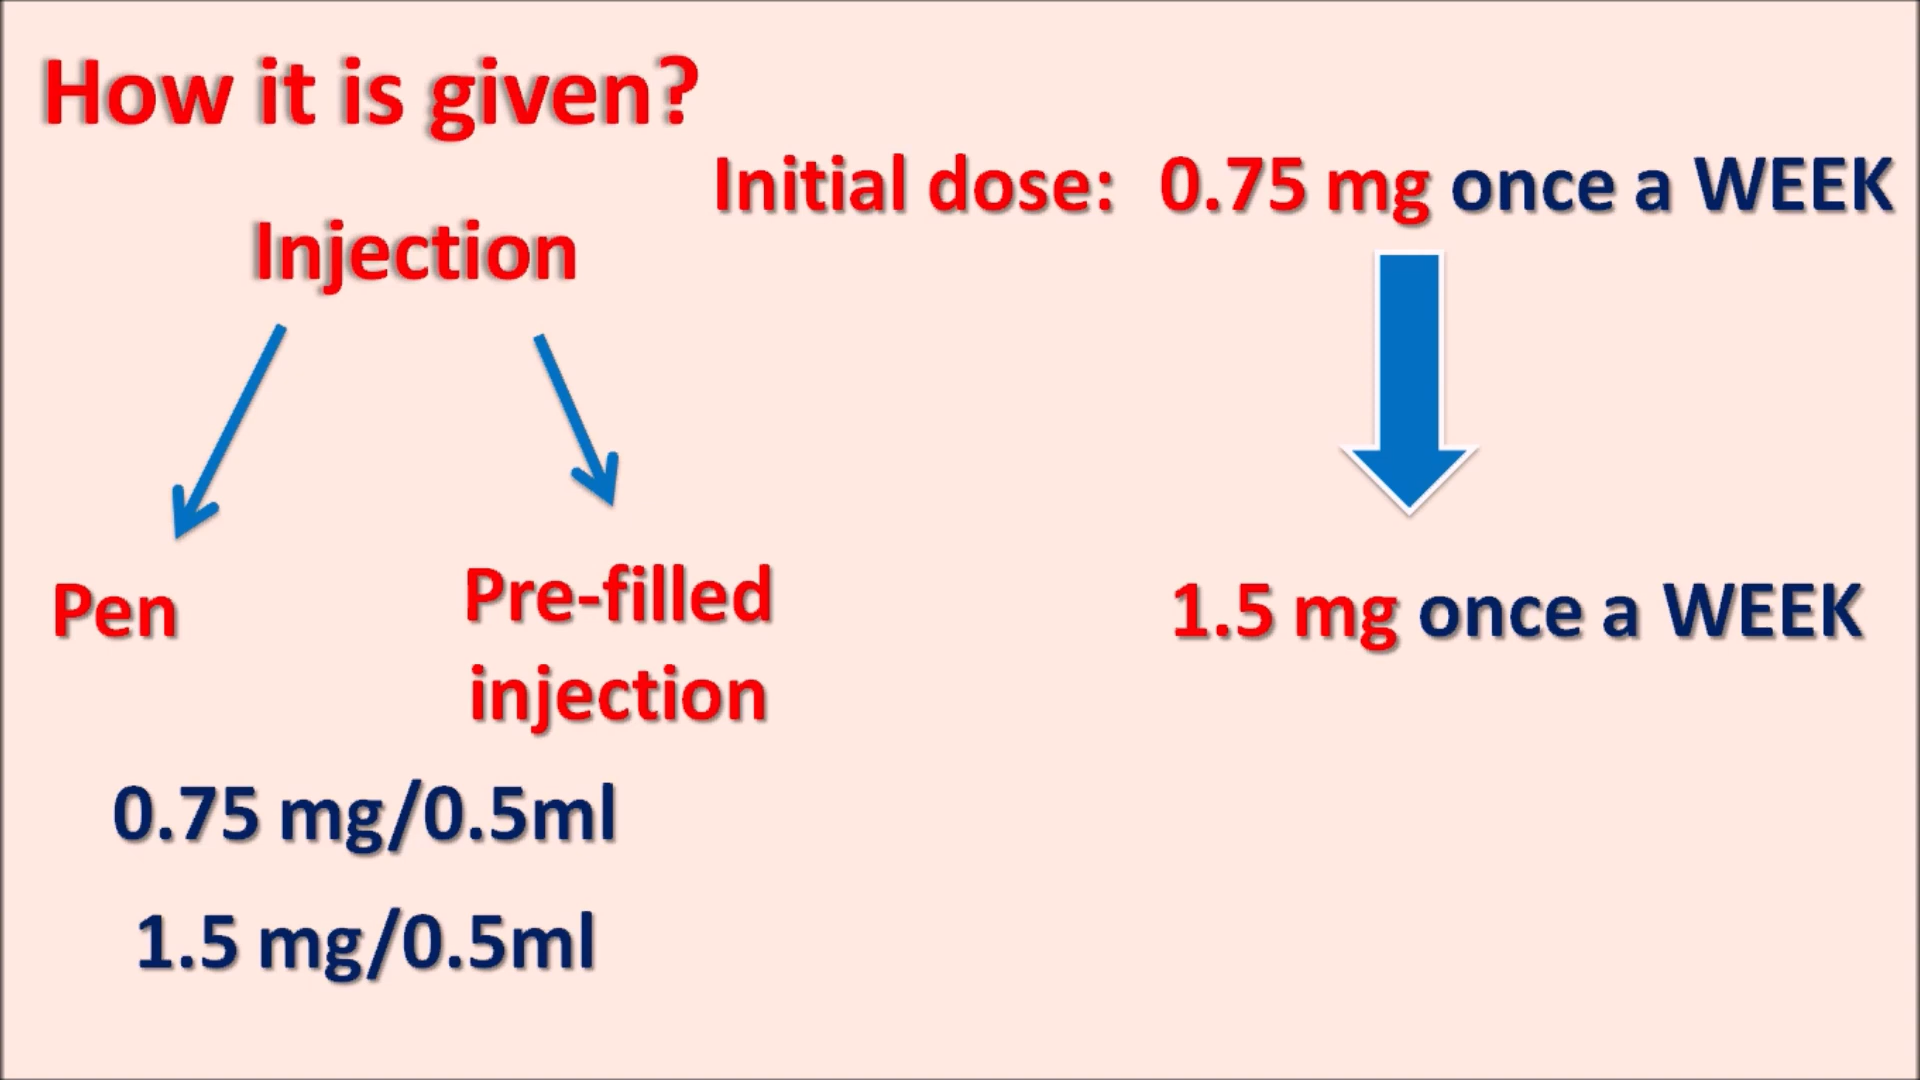 How it is given?
Initial dose: 0.75 mg once a WEEK
Injection
Pen
Pre-filled
injection
1.5 mg once a WEEK
0.75 mg/0.5ml
1.5 mg/0.5ml